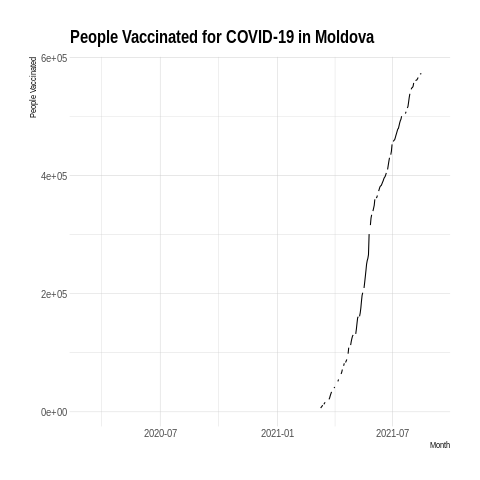 People Vaccinated for COVID-19 in Moldova
People Vaccinated
6e+05
4e+05
2e+05
0e+00
2020-07
2021-01
2021-07
Month